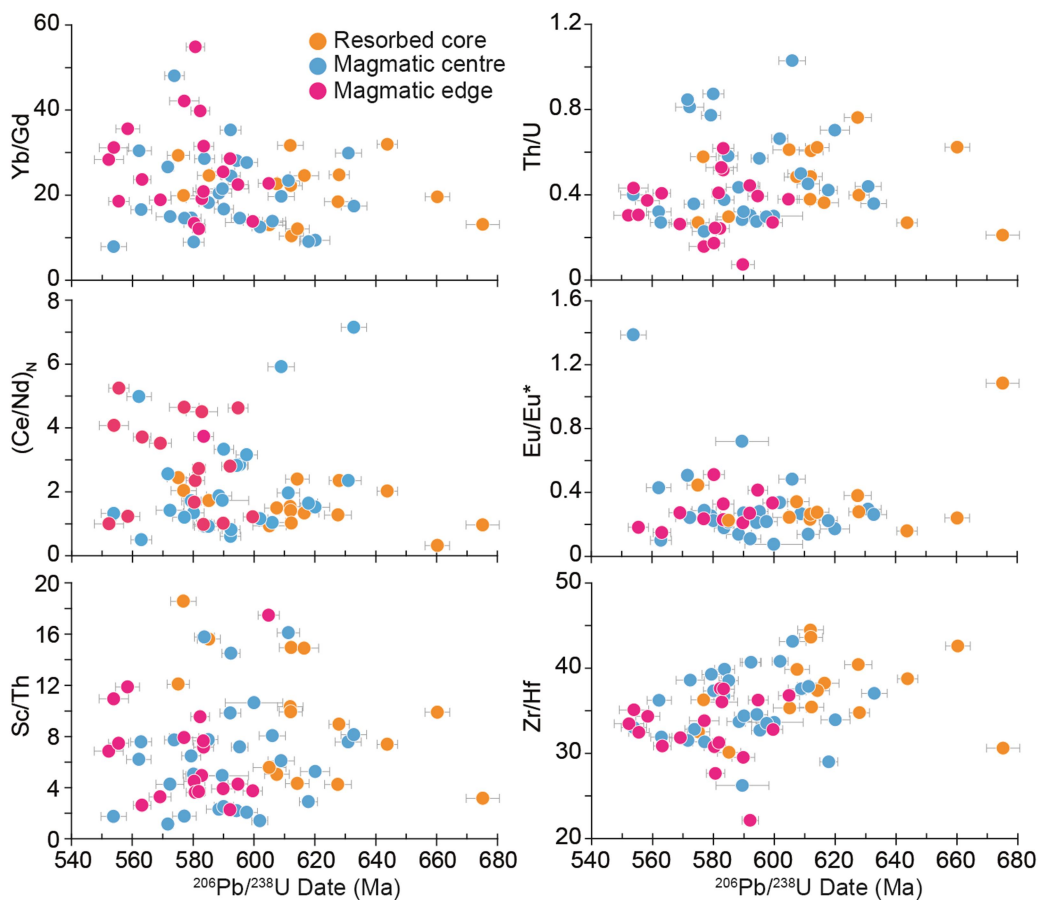 60
40
20
0
Yb/Gd
Resorbed core
Magmatic centre
Magmatic edge
1.2
0.8
0.4
0
Th/U
8
6
4
2
0
(Ce/Nd)N
1.6
1.2
0.8
0.4
0
Eu/Eu*
20
16
12
8
4
0
Sc/Th
540 560 580 600 620 640 660 680
206Pb/238U Date (Ma)
50
40
30
20
Zr/Hf
540 560 580 600 620 640 660 680
206Pb/238U Date (Ma)